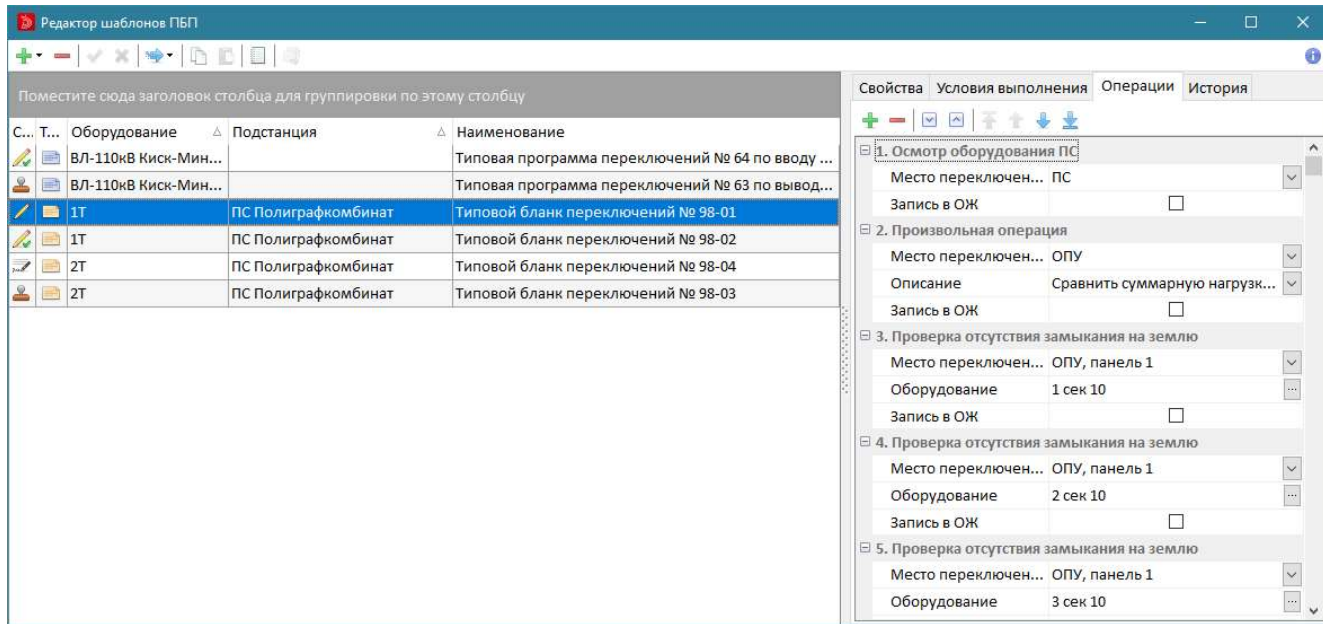 Редактор шаблонов ПБП
Поместите сюда заголовок столбца для группировки по этому столбцу
С... Т... Оборудование Подстанция Наименование
ВЛ-110кВ Киск-Мин... Типовая программа переключений № 64 по вводу ...
ВЛ-110кВ Киск-Мин... Типовая программа переключений № 63 по вывод...
1Т ПС Полиграфкомбинат Типовой бланк переключений № 98-01
1Т ПС Полиграфкомбинат Типовой бланк переключений № 98-02
2Т ПС Полиграфкомбинат Типовой бланк переключений № 98-04
2Т ПС Полиграфкомбинат Типовой бланк переключений № 98-03
Свойства Условия выполнения Операции История
1. Осмотр оборудования ПС
Место переключен... ПС
Запись в ОЖ
2. Произвольная операция
Место переключен... ОПУ
Описание Сравнить суммарную нагрузк...
Запись в ОЖ
3. Проверка отсутствия замыкания на землю
Место переключен... ОПУ, панель 1
Оборудование 1 сек 10
Запись в ОЖ
4. Проверка отсутствия замыкания на землю
Место переключен... ОПУ, панель 1
Оборудование 2 сек 10
Запись в ОЖ
5. Проверка отсутствия замыкания на землю
Место переключен... ОПУ, панель 1
Оборудование 3 сек 10